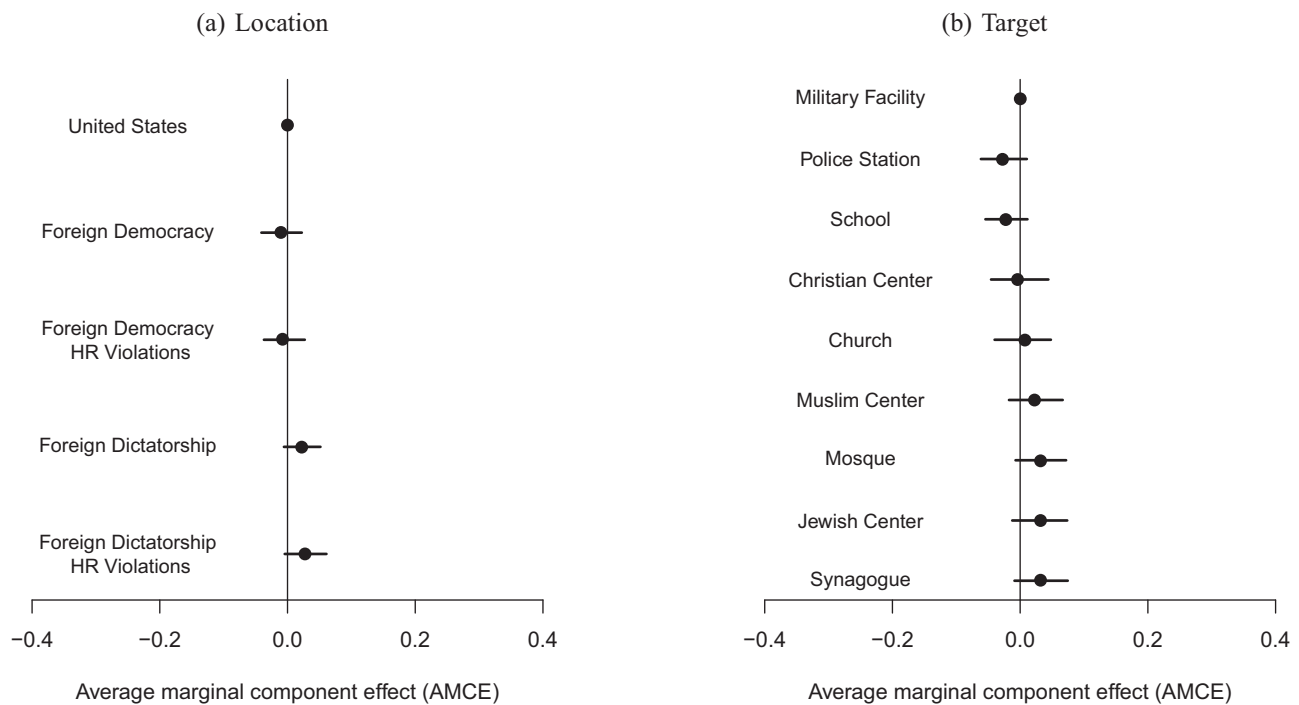 (a) Location
United States
Foreign Democracy
Foreign Democracy
HR Violations
Foreign Dictatorship
Foreign Dictatorship
HR Violations
−0.4 −0.2 0.0 0.2 0.4
Average marginal component effect (AMCE)
(b) Target
Military Facility
Police Station
School
Christian Center
Church
Muslim Center
Mosque
Jewish Center
Synagogue
−0.4 −0.2 0.0 0.2 0.4
Average marginal component effect (AMCE)